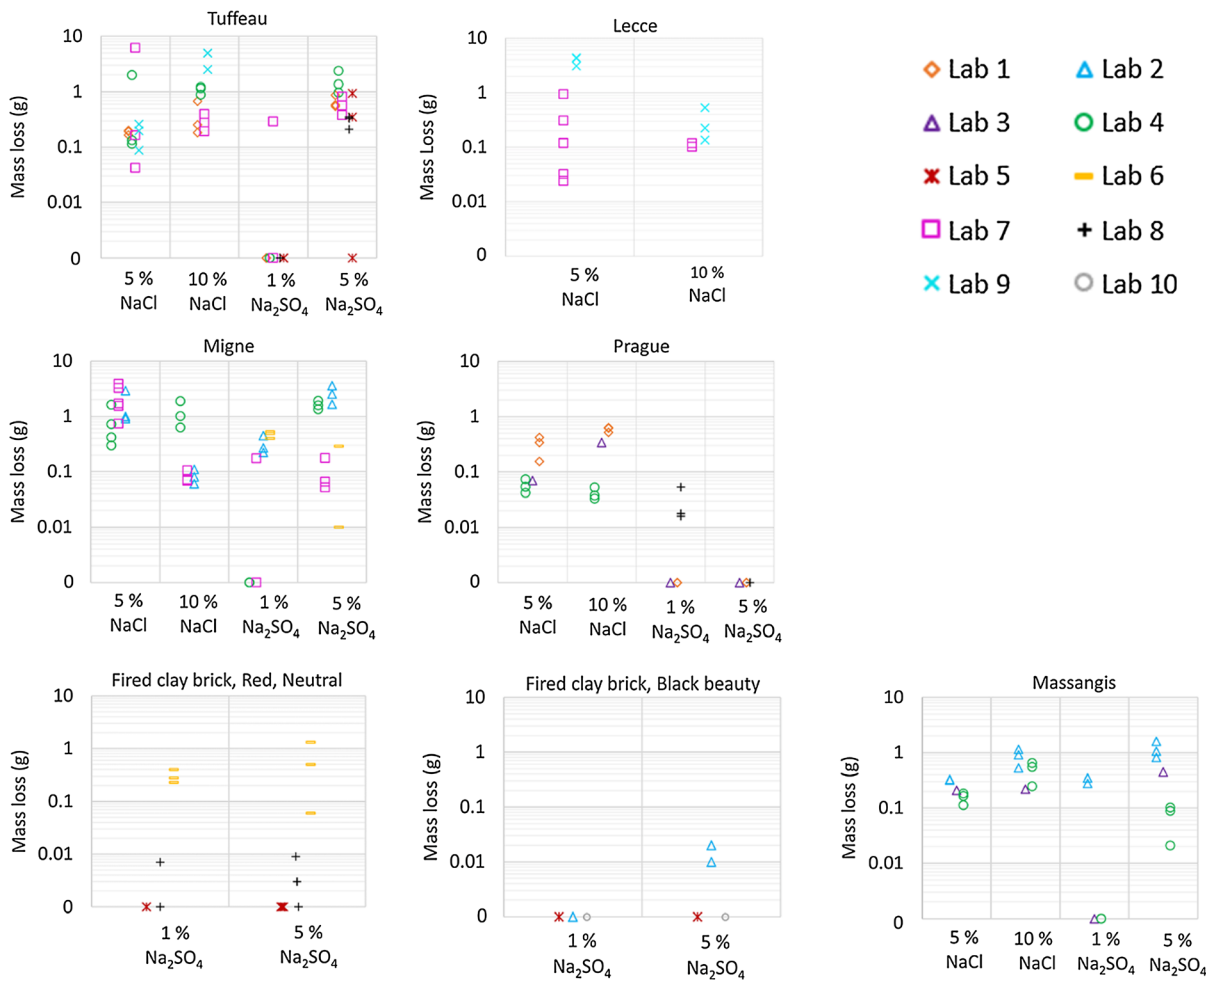 Tuffeau
10
1
0.1
0.01
0
Mass loss (g)
5 %
NaCl
10 %
NaCl
1 %
Na₂SO₄
5 %
Na₂SO₄
Lecce
10
1
0.1
0.01
0
Mass Loss (g)
5 %
NaCl
10 %
NaCl
Lab 1
Lab 2
Lab 3
Lab 4
Lab 5
Lab 6
Lab 7
Lab 8
Lab 9
Lab 10
Migne
10
1
0.1
0.01
0
Mass loss (g)
5 %
NaCl
10 %
NaCl
1 %
Na₂SO₄
5 %
Na₂SO₄
Prague
10
1
0.1
0.01
0
Mass loss (g)
5 %
NaCl
10 %
NaCl
1 %
Na₂SO₄
5 %
Na₂SO₄
Fired clay brick, Red, Neutral
10
1
0.1
0.01
0
Mass loss (g)
1 %
Na₂SO₄
5 %
Na₂SO₄
Fired clay brick, Black beauty
10
1
0.1
0.01
0
Mass loss (g)
1 %
Na₂SO₄
5 %
Na₂SO₄
Massangis
10
1
0.1
0.01
0
Mass loss (g)
5 %
NaCl
10 %
NaCl
1 %
Na₂SO₄
5 %
Na₂SO₄